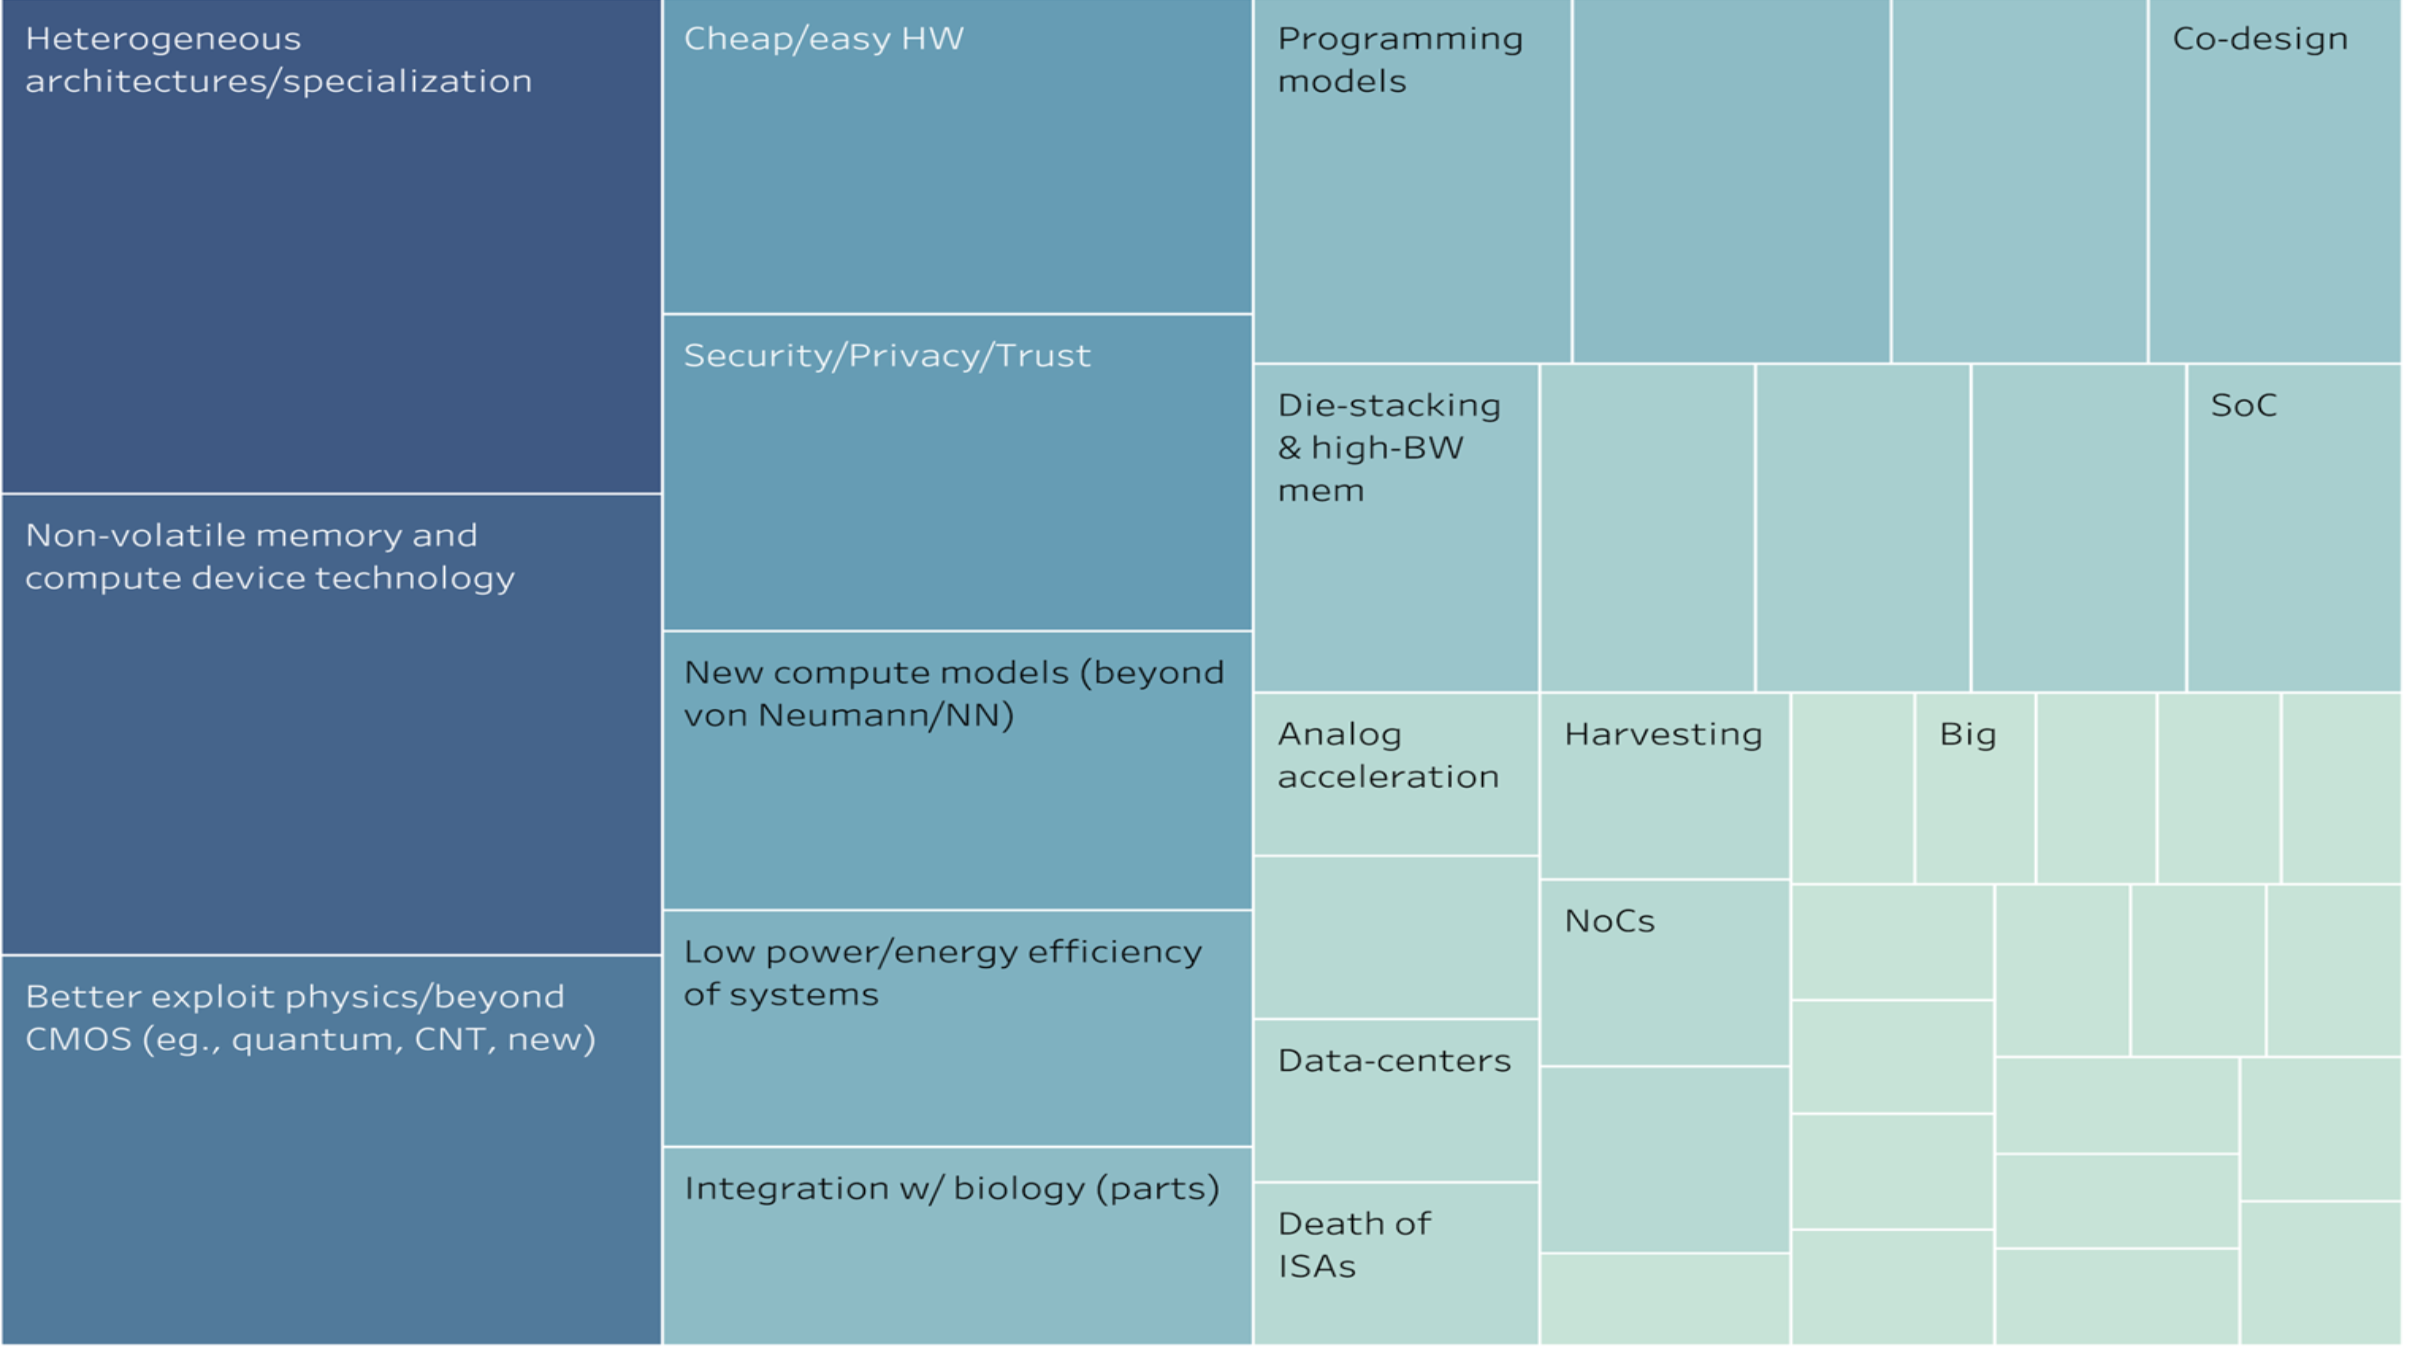 Heterogeneous
architectures/specialization
Non-volatile memory and
compute device technology
Better exploit physics/beyond
CMOS (eg., quantum, CNT, new)
Cheap/easy HW
Security/Privacy/Trust
New compute models (beyond
von Neumann/NN)
Low power/energy efficiency
of systems
Integration w/ biology (parts)
Programming
models
Co-design
Die-stacking
& high-BW
mem
SoC
Analog
acceleration
Data-centers
Death of
ISAs
Harvesting
NoCs
Big